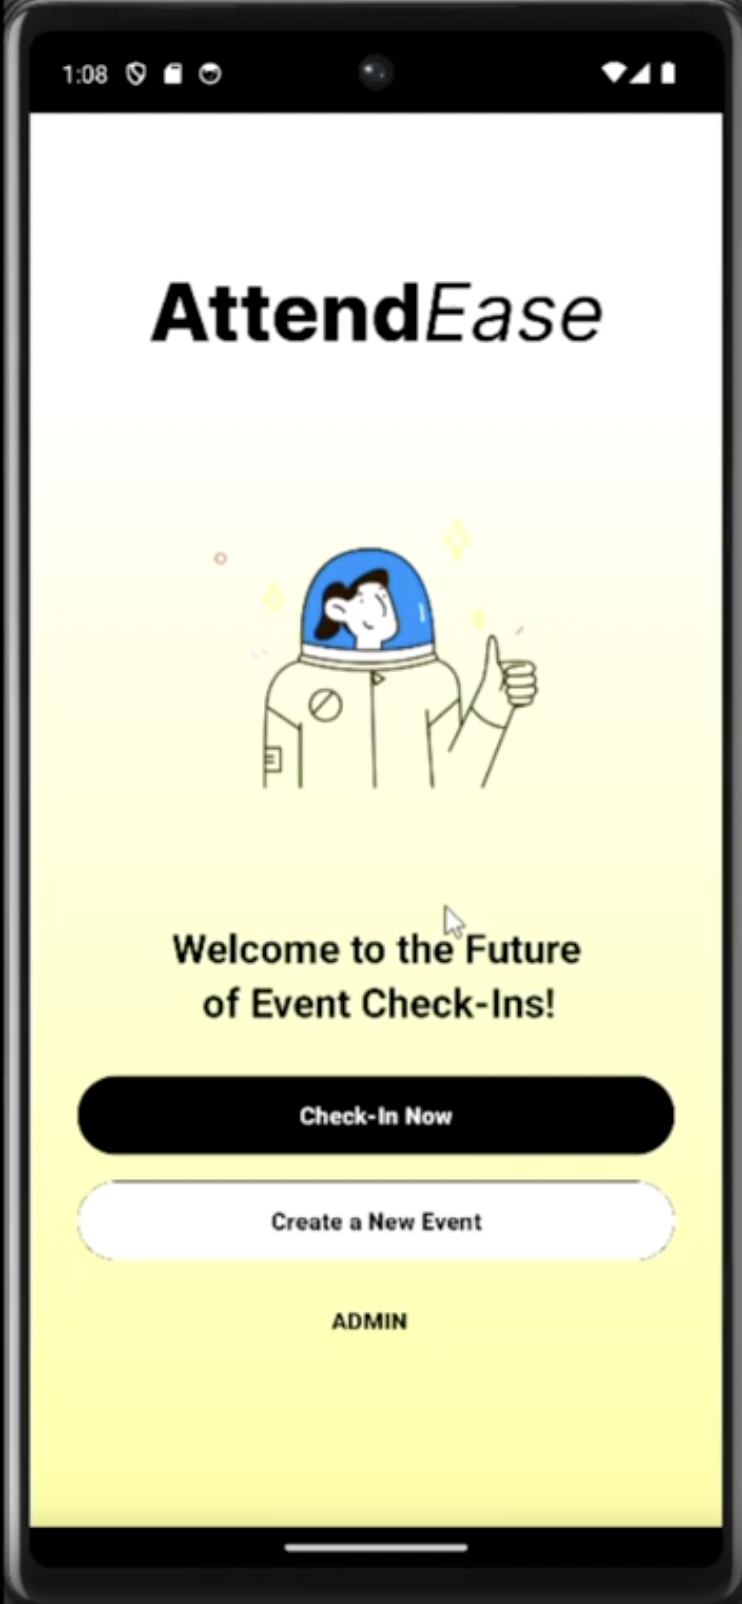 1:08
AttendEase
Welcome to the Future
of Event Check-Ins!
Check-In Now
Create a New Event
ADMIN